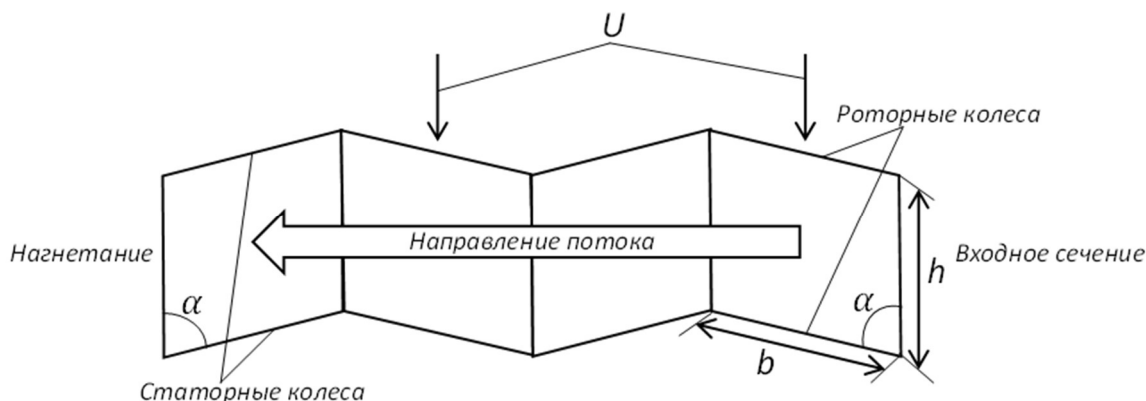 U
Роторные колеса
Нагнетание
Направление потока
Входное сечение
α
α
h
b
Статорные колеса